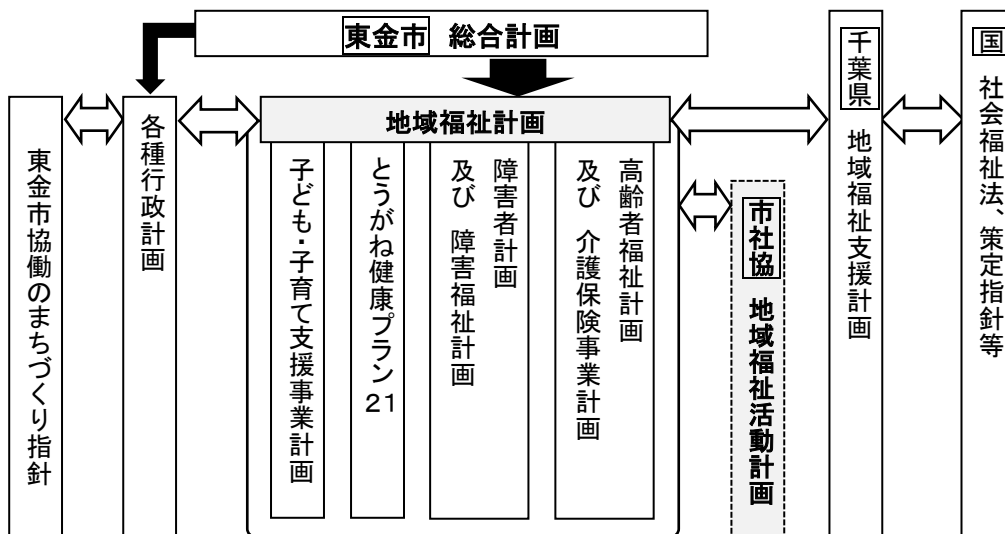 東金市 総合計画
地域福祉計画
国 社会福祉法、策定指針等
千葉県 地域福祉支援計画
市社協 地域福祉活動計画
高齢者福祉計画
及び 介護保険事業計画
障害者計画
及び 障害福祉計画
とうがね健康プラン21
子ども・子育て支援事業計画
各種行政計画
東金市協働のまちづくり指針